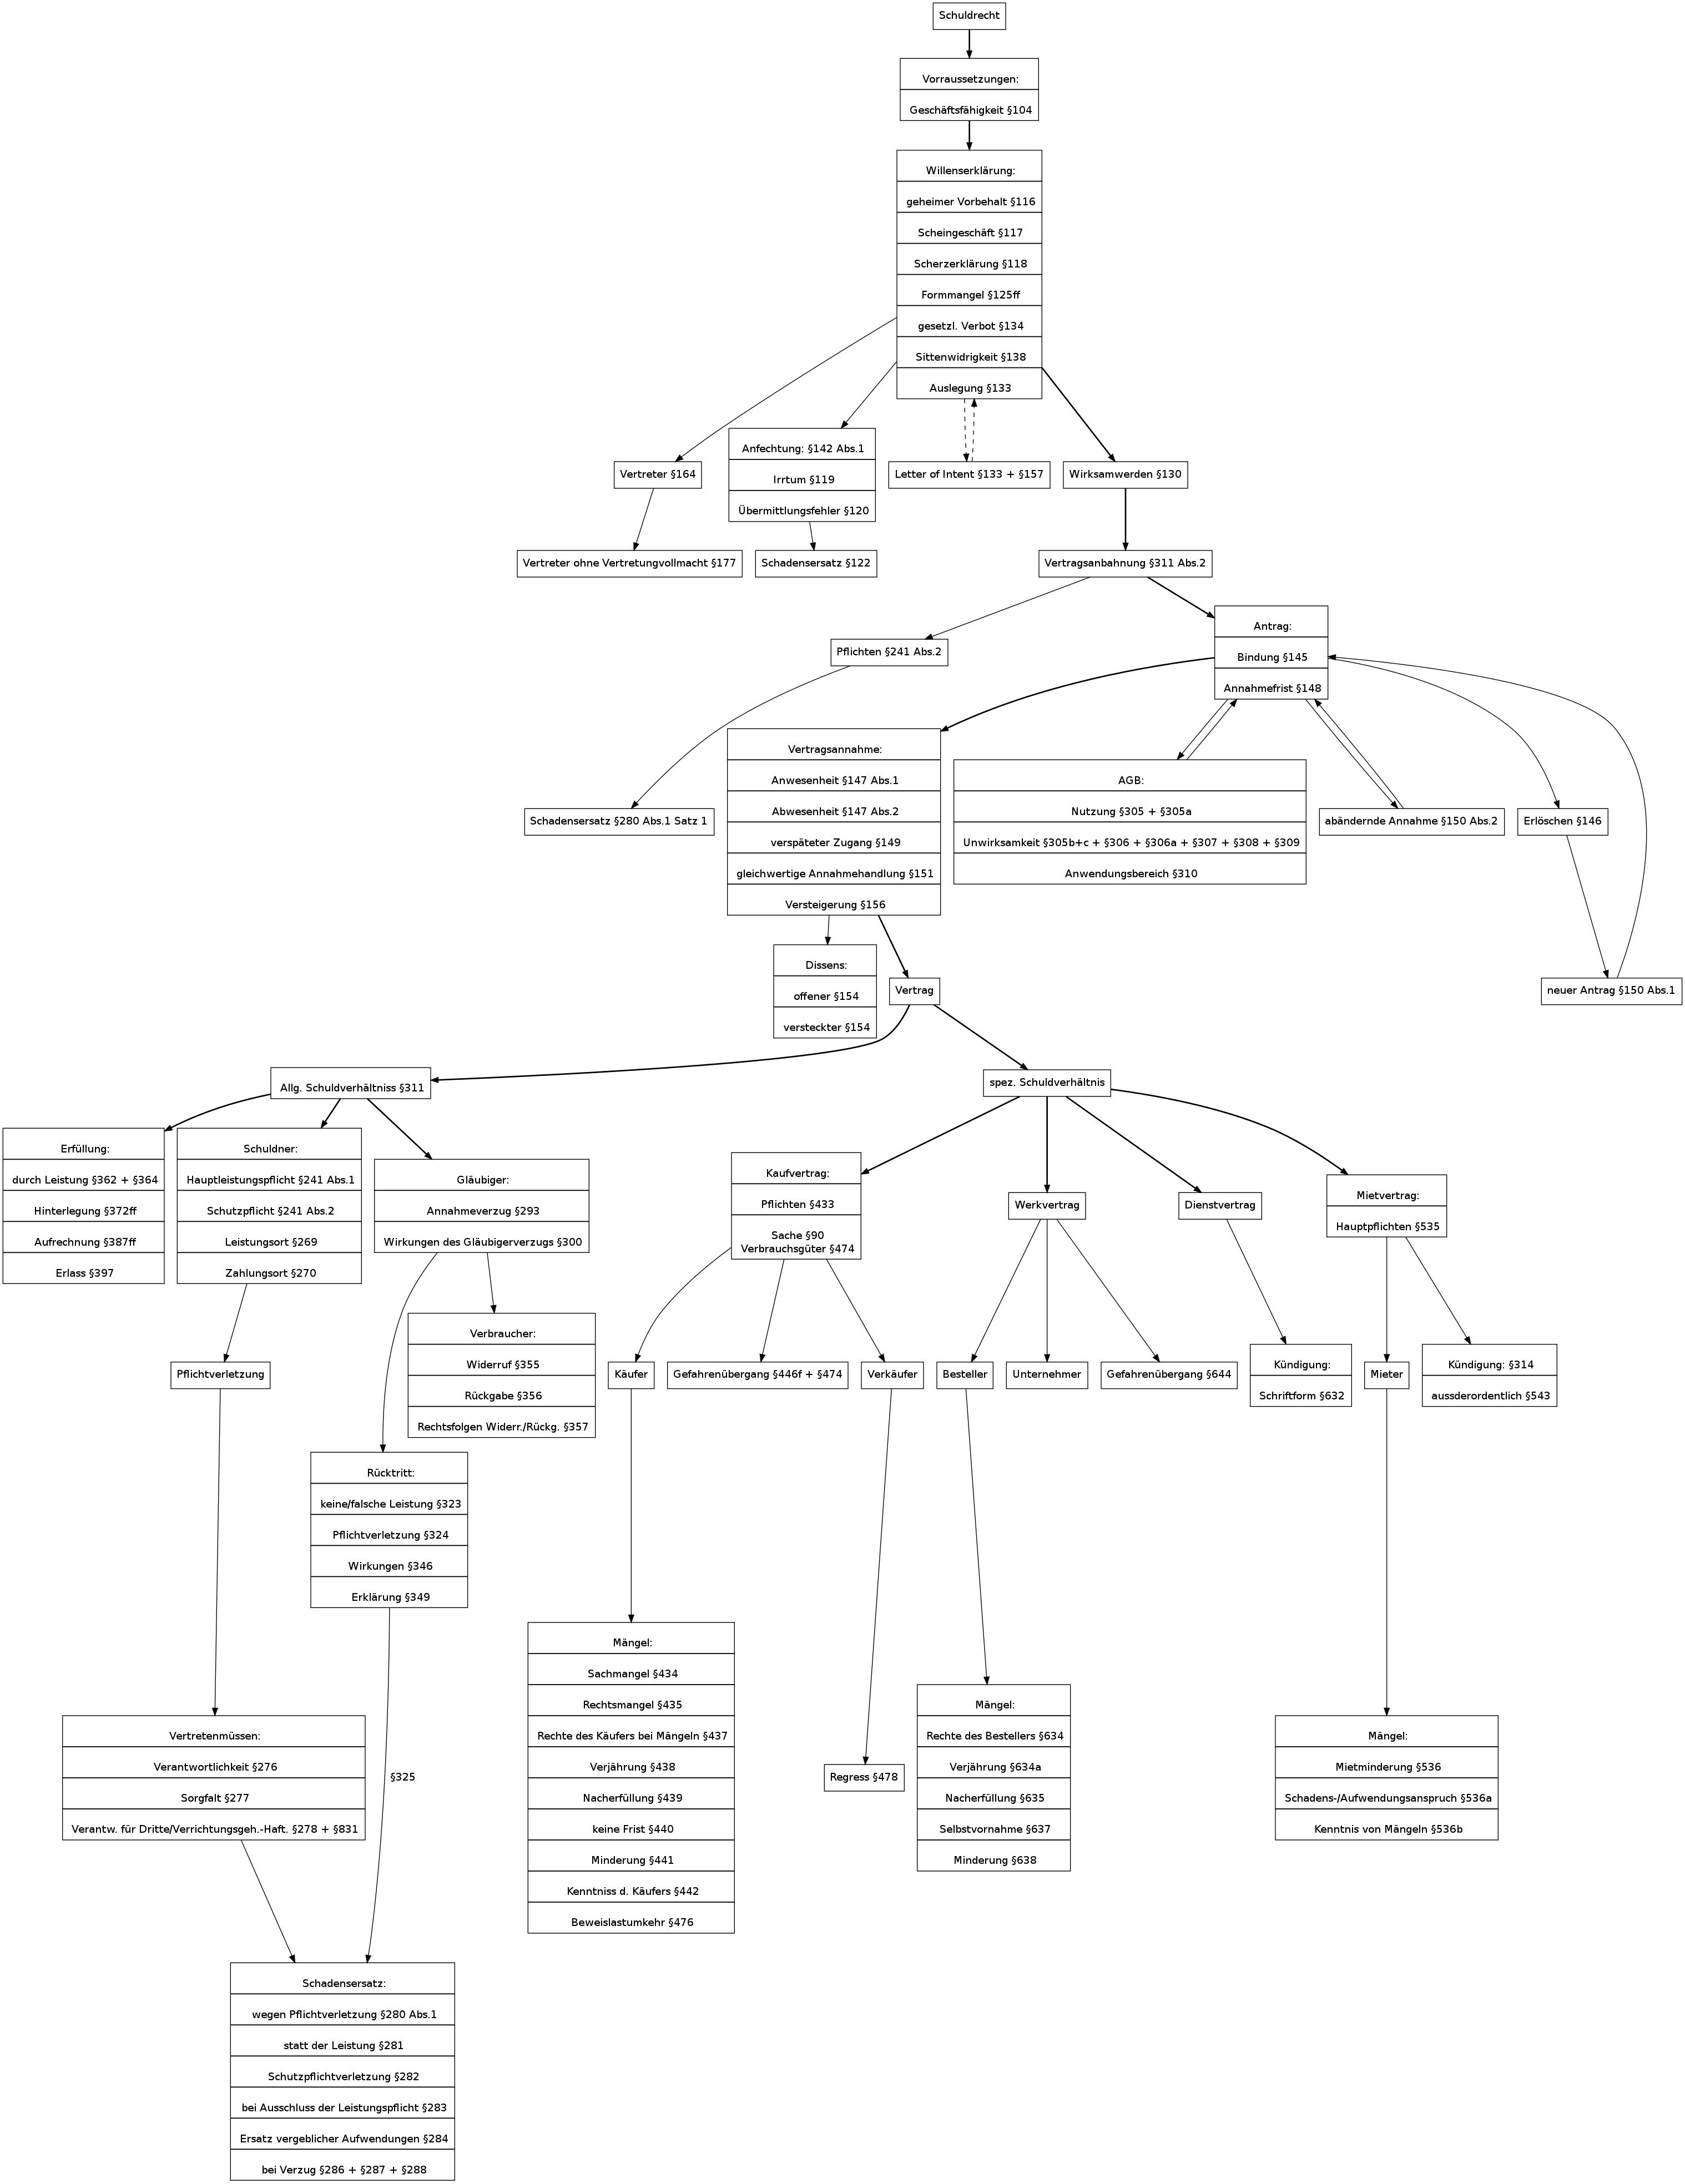 Schuldrecht
Vorraussetzungen:
Geschäftsfähigkeit §104
Willenserklärung:
geheimer Vorbehalt §116
Scheingeschäft §117
Scherzerklärung §118
Formmangel §125ff
gesetzl. Verbot §134
Sittenwidrigkeit §138
Auslegung §133
Vertreter §164
Anfechtung: §142 Abs.1
Irrtum §119
Übermittlungsfehler §120
Letter of Intent §133 + §157
Wirksamwerden §130
Vertreter ohne Vertretungvollmacht §177
Schadensersatz §122
Vertragsanbahnung §311 Abs.2
Pflichten §241 Abs.2
Antrag:
Bindung §145
Annahmefrist §148
Schadensersatz §280 Abs.1 Satz 1
Vertragsannahme:
Anwesenheit §147 Abs.1
Abwesenheit §147 Abs.2
verspäteter Zugang §149
gleichwertige Annahmehandlung §151
Versteigerung §156
AGB:
Nutzung §305 + §305a
Unwirksamkeit §305b+c + §306 + §306a + §307 + §308 + §309
Anwendungsbereich §310
abändernde Annahme §150 Abs.2
Erlöschen §146
Dissens:
offener §154
versteckter §154
Vertrag
neuer Antrag §150 Abs.1
Allg. Schuldverhältniss §311
spez. Schuldverhältnis
Erfüllung:
durch Leistung §362 + §364
Hinterlegung §372ff
Aufrechnung §387ff
Erlass §397
Schuldner:
Hauptleistungspflicht §241 Abs.1
Schutzpflicht §241 Abs.2
Leistungsort §269
Zahlungsort §270
Gläubiger:
Annahmeverzug §293
Wirkungen des Gläubigerverzugs §300
Kaufvertrag:
Pflichten §433
Sache §90
Verbrauchsgüter §474
Werkvertrag
Dienstvertrag
Mietvertrag:
Hauptpflichten §535
Pflichtverletzung
Verbraucher:
Widerruf §355
Rückgabe §356
Rechtsfolgen Widerr./Rückg. §357
Käufer
Gefahrenübergang §446f + §474
Verkäufer
Besteller
Unternehmer
Gefahrenübergang §644
Kündigung:
Schriftform §632
Mieter
Kündigung: §314
aussderordentlich §543
Rücktritt:
keine/falsche Leistung §323
Pflichtverletzung §324
Wirkungen §346
Erklärung §349
Vertretenmüssen:
Verantwortlichkeit §276
Sorgfalt §277
Verantw. für Dritte/Verrichtungsgeh.-Haft. §278 + §831
§325
Mängel:
Sachmangel §434
Rechtsmangel §435
Rechte des Käufers bei Mängeln §437
Verjährung §438
Nacherfüllung §439
keine Frist §440
Minderung §441
Kenntniss d. Käufers §442
Beweislastumkehr §476
Regress §478
Mängel:
Rechte des Bestellers §634
Verjährung §634a
Nacherfüllung §635
Selbstvornahme §637
Minderung §638
Mängel:
Mietminderung §536
Schadens-/Aufwendungsanspruch §536a
Kenntnis von Mängeln §536b
Schadensersatz:
wegen Pflichtverletzung §280 Abs.1
statt der Leistung §281
Schutzpflichtverletzung §282
bei Ausschluss der Leistungspflicht §283
Ersatz vergeblicher Aufwendungen §284
bei Verzug §286 + §287 + §288